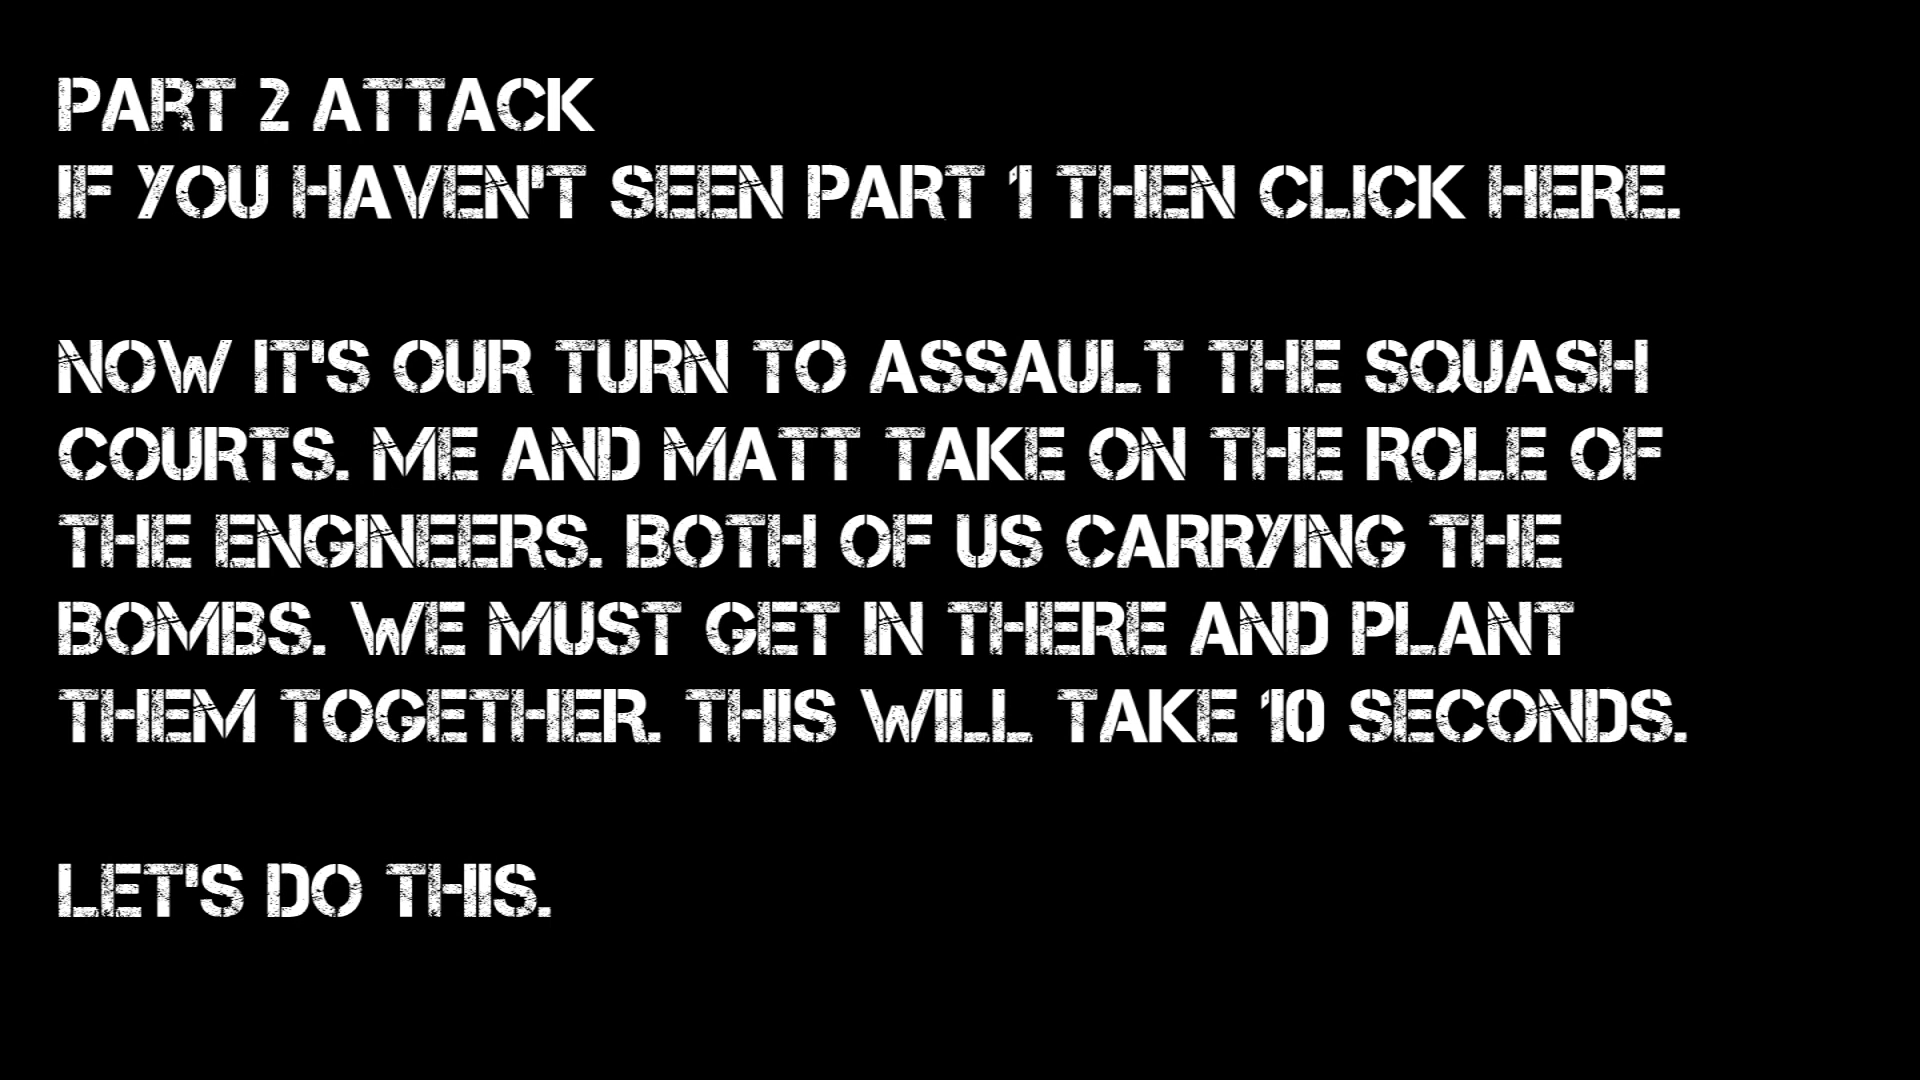 PART 2 ATTACK
IF YOU HAVEN'T SEEN PART 1 THEN CLICK HERE.
NOW IT'S OUR TURN TO ASSAULT THE SQUASH
COURTS. ME AND MATT TAKE ON THE ROLE OF
THE ENGINEERS. BOTH OF US CARRYING THE
BOMBS. WE MUST GET IN THERE AND PLANT
THEM TOGETHER. THIS WILL TAKE 10 SECONDS.
LET'S DO THIS.